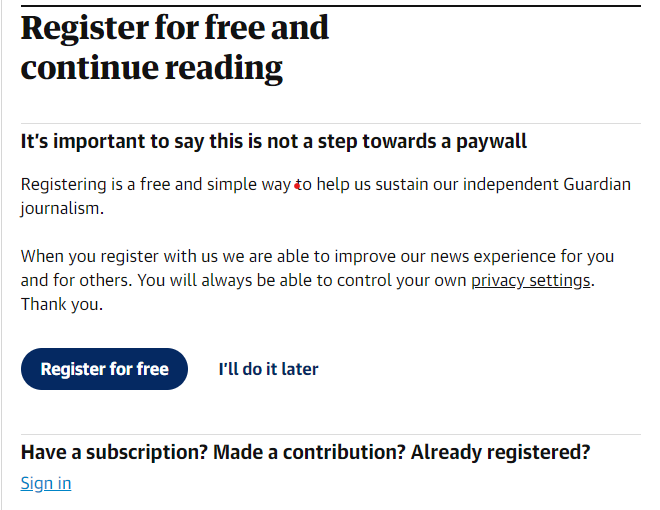 Register for free and
continue reading
It's important to say this is not a step towards a paywall
Registering is a free and simple way to help us sustain our independent Guardian
journalism.
When you register with us we are able to improve our news experience for you
and for others. You will always be able to control your own privacy settings.
Thank you.
Register for free
I'll do it later
Have a subscription? Made a contribution? Already registered?
Sign in